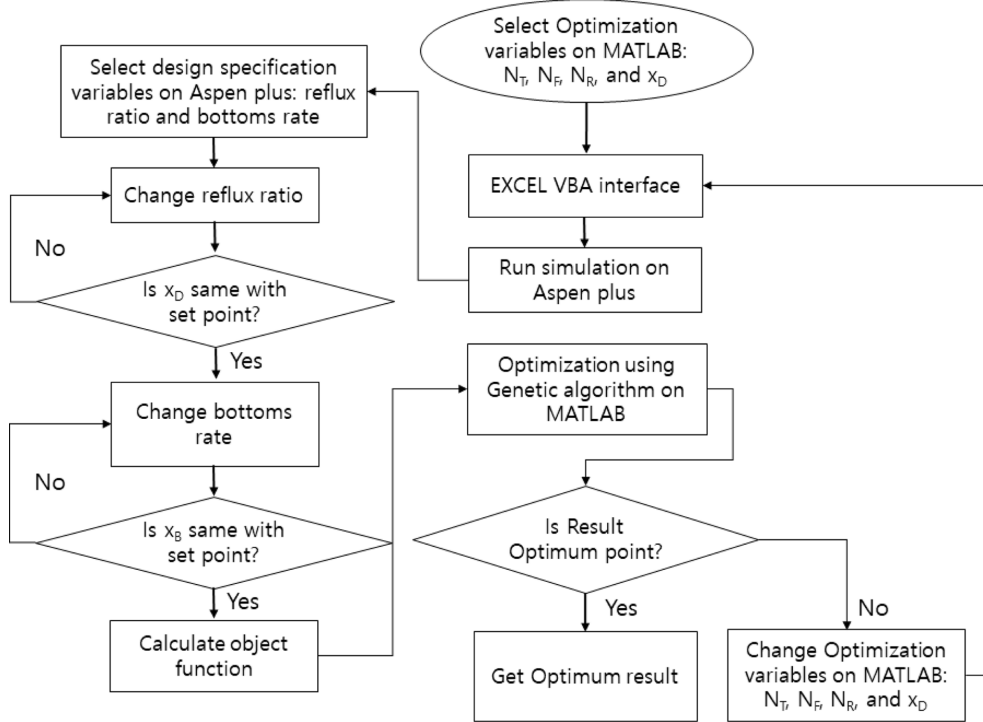 Select Optimization
variables on MATLAB:
N_T, N_F, N_R, and x_D
EXCEL VBA interface
Run simulation on
Aspen plus
Select design specification
variables on Aspen plus: reflux
ratio and bottoms rate
Change reflux ratio
No
Is x_D same with
set point?
Yes
Change bottoms
rate
No
Is x_B same with
set point?
Yes
Calculate object
function
Optimization using
Genetic algorithm on
MATLAB
Is Result
Optimum point?
Yes
No
Get Optimum result
Change Optimization
variables on MATLAB:
N_T, N_F, N_R, and x_D